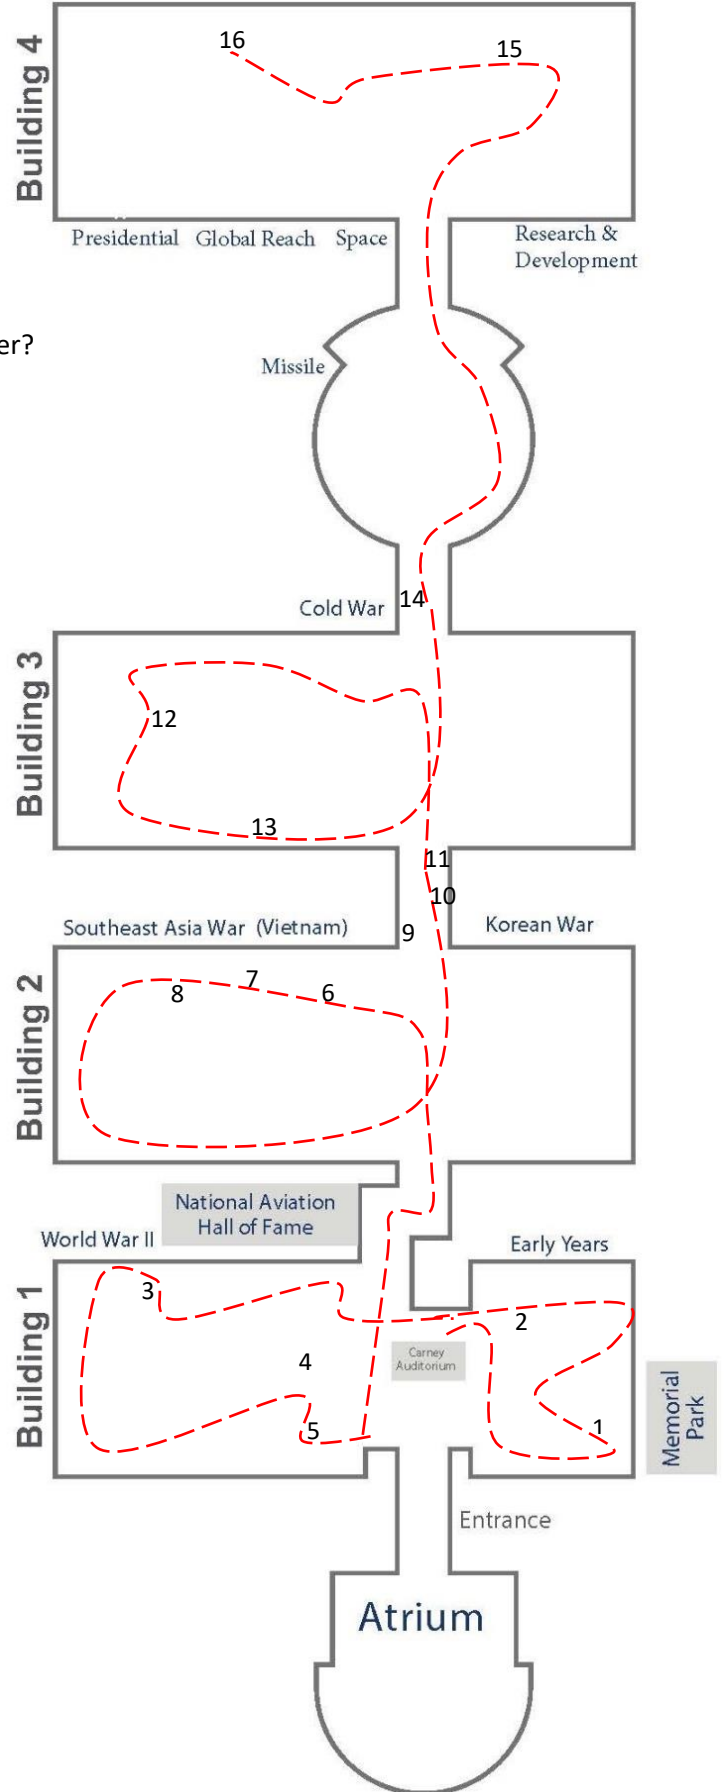 Building 4
16
15
Presidential
Global Reach
Space
Research &
Development
er?
Missile
Cold War
14
Building 3
12
13
11
10
9
Southeast Asia War (Vietnam)
Korean War
Building 2
8
7
6
National Aviation
Hall of Fame
World War II
Early Years
Building 1
3
2
Carney
Auditorium
4
5
1
Memorial
Park
Entrance
Atrium